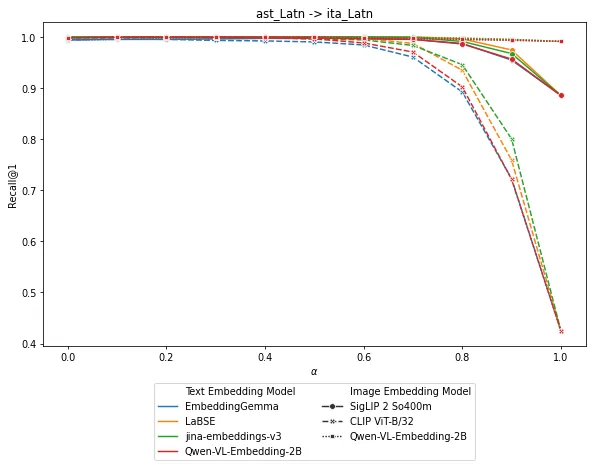 ast_Latn -> ita_Latn
Recall@1
1.0
0.9
0.8
0.7
0.6
0.5
0.4
0.0 0.2 0.4 0.6 0.8 1.0
α
Text Embedding Model Image Embedding Model
EmbeddingGemma SigLIP 2 So400m
LaBSE CLIP ViT-B/32
jina-embeddings-v3 Qwen-VL-Embedding-2B
Qwen-VL-Embedding-2B